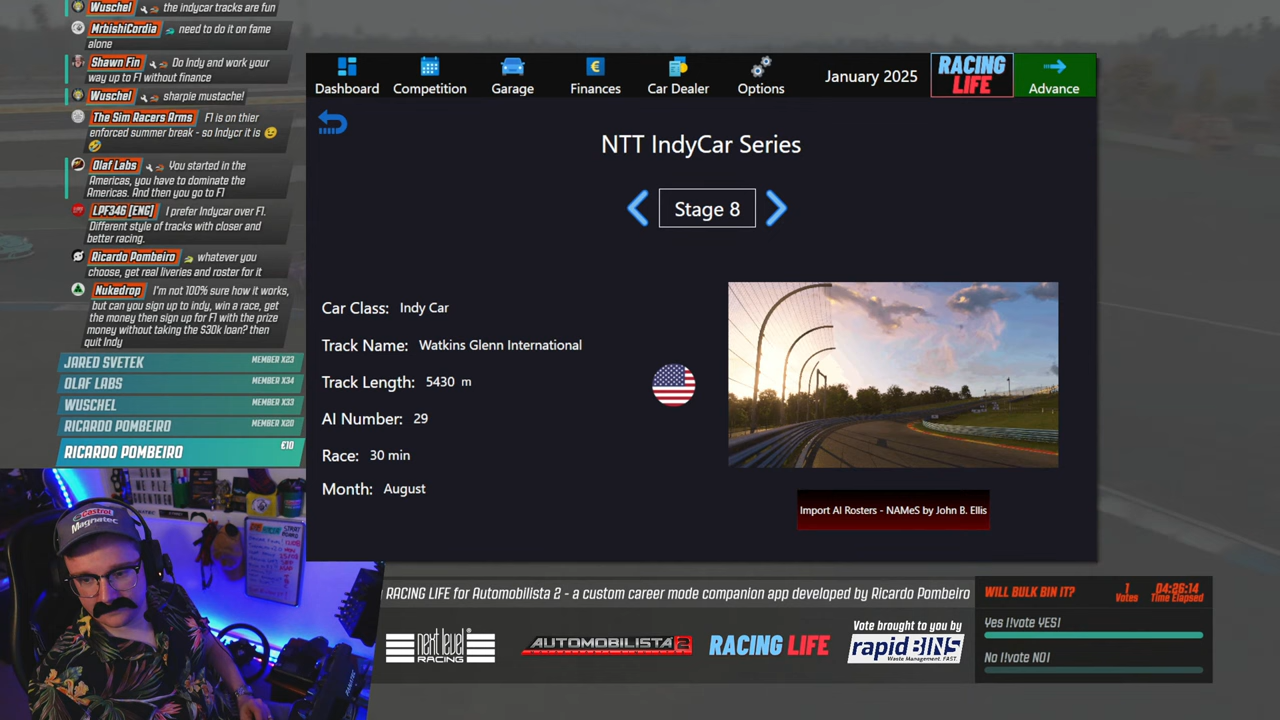 Wuschel the indycar tracks are fun
MrbishiCordia need to do it on fame
alone
Shawn Fin Do Indy and work your
way up to F1 without finance
Wuschel sharpie mustache!
The Sim Racers Arms F1 is on thier
enforced summer break - so Indycr it is
Olaf Labs You started in the
Americas, you have to dominate the
Americas. And then you go to F1
LPF346 [ENG] I prefer Indycar over F1.
Different style of tracks with closer and
better racing.
Ricardo Pombeiro whatever you
choose, get real liveries and roster for it
Nukedrop I'm not 100% sure how it works,
but can you sign up to indy, win a race, get
the money then sign up for F1 with the prize
money without taking the $30k loan? then
quit Indy
JARED SVETEK MEMBER X23
OLAF LABS MEMBER X34
WUSCHEL MEMBER X33
RICARDO POMBEIRO MEMBER X20
RICARDO POMBEIRO €10
Dashboard
Competition
Garage
Finances
Car Dealer
Options
January 2025
RACING
LIFE
Advance
NTT IndyCar Series
Stage 8
Car Class: Indy Car
Track Name: Watkins Glenn International
Track Length: 5430 m
AI Number: 29
Race: 30 min
Month: August
Import AI Rosters - NAMeS by John B. Ellis
Castrol
Magnatec
RACING LIFE for Automobilista 2 - a custom career mode companion app developed by Ricardo Pombeiro
next level
RACING
AUTOMOBILISTA 2
RACING LIFE
Vote brought to you by
rapidBINS
Waste Management. FAST.
WILL BULK BIN IT?
1
Votes
04:26:14
Time Elapsed
Yes !!vote YES!
No !!vote NO!